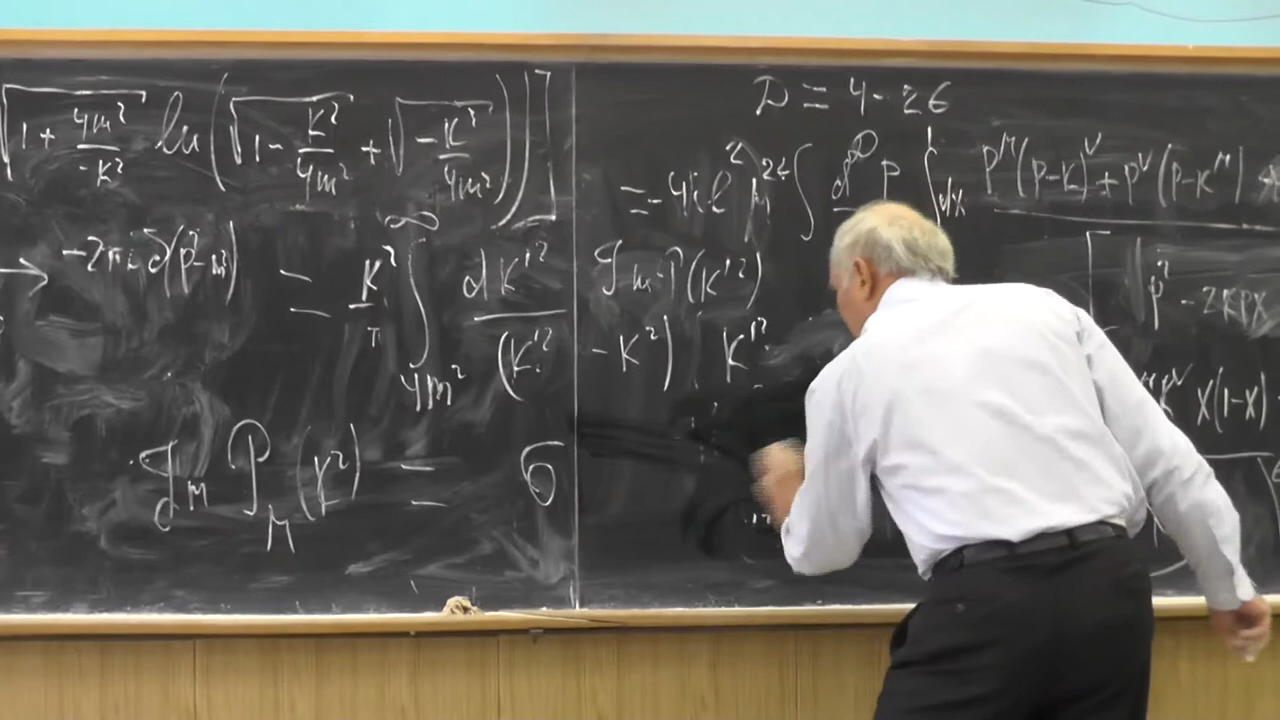 √(1 + 4m²/-K²) ln(√(1 - K²/4m²) + √(-K²/4m²))]
→ -2πi δ(p²-m²) = K²/π ∫_{4m²}^{∞} dK'² Im P(K'²) / (K'² - K²) K'²
Im P_M(K²) = σ
D = 4-2ε
= -4ie² μ^{2ε} ∫ d^D p ∫dx p^μ(p-K)^ν + p^ν(p-K^μ)
[p² - 2KPX
K^ν X(1-X)